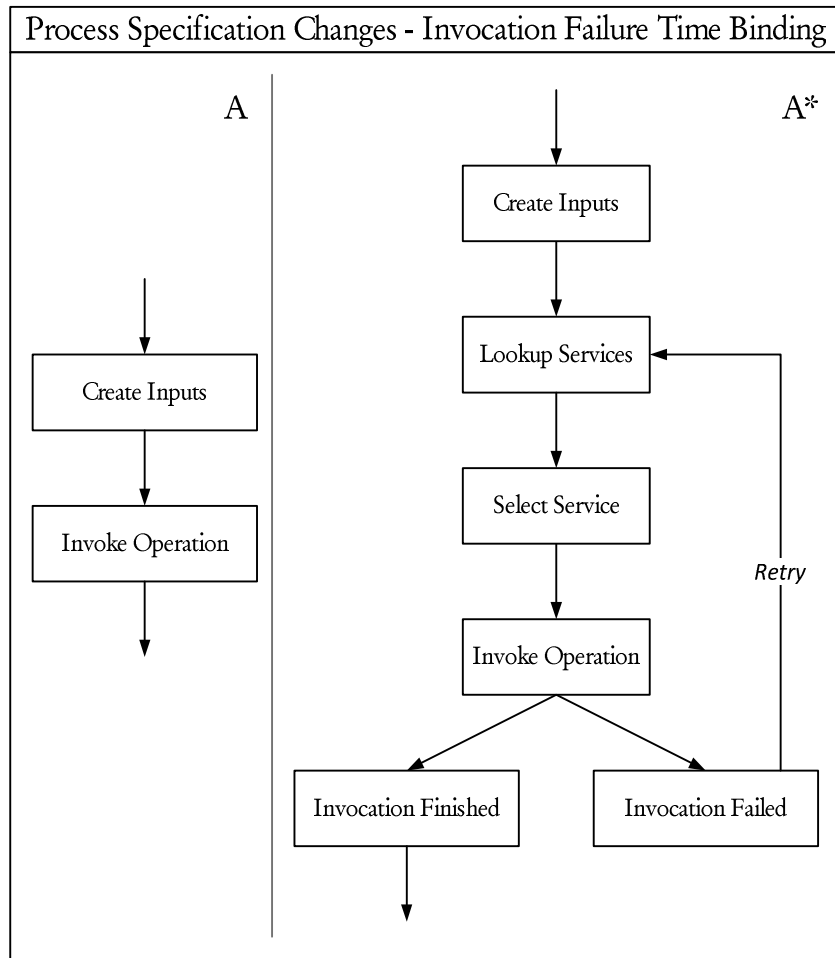 Process Specification Changes - Invocation Failure Time Binding
A
Create Inputs
Invoke Operation
A*
Create Inputs
Lookup Services
Select Service
Retry
Invoke Operation
Invocation Finished
Invocation Failed